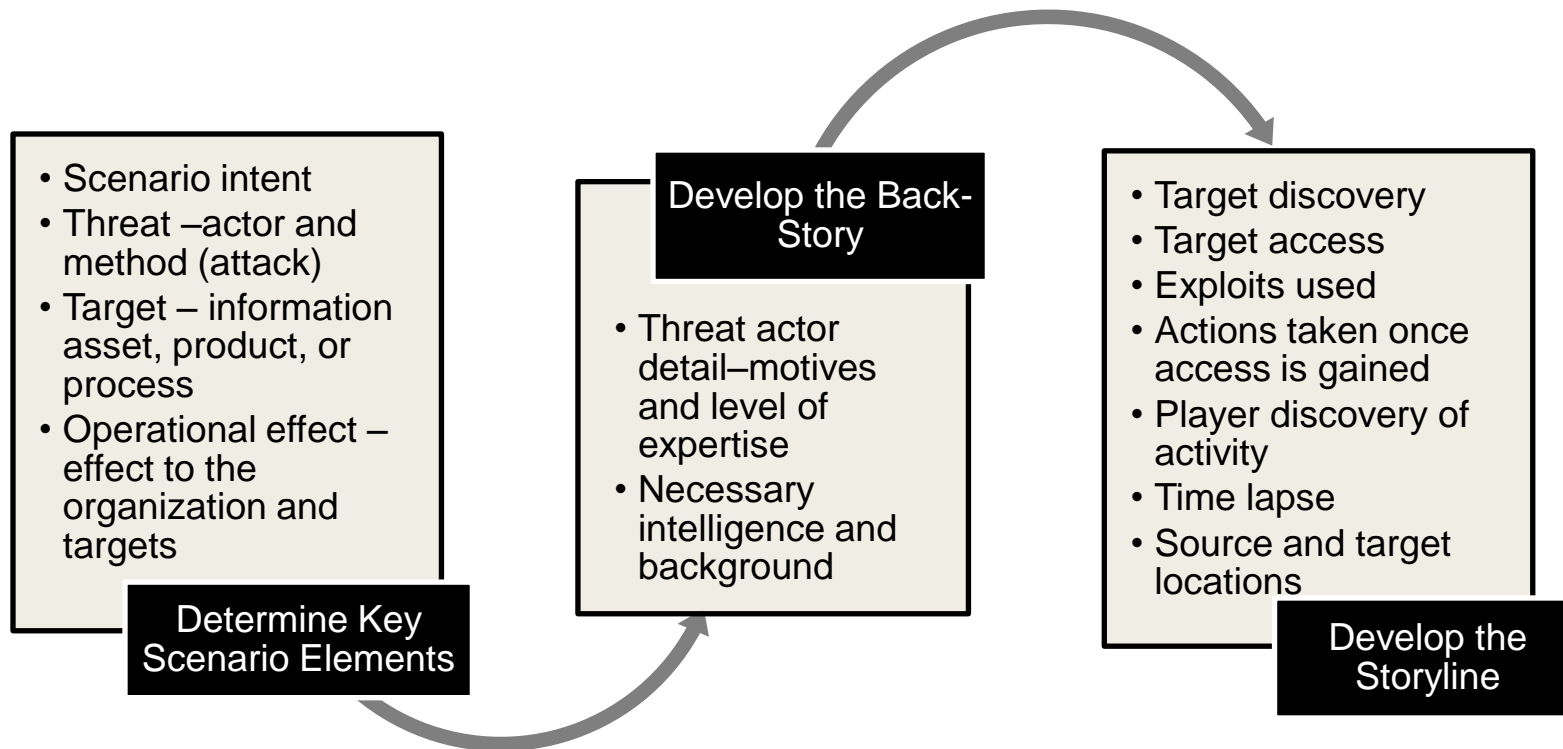 • Scenario intent
• Threat –actor and
method (attack)
• Target – information
asset, product, or
process
• Operational effect –
effect to the
organization and
targets
Determine Key
Scenario Elements
Develop the Back-
Story
• Threat actor
detail–motives
and level of
expertise
• Necessary
intelligence and
background
• Target discovery
• Target access
• Exploits used
• Actions taken once
access is gained
• Player discovery of
activity
• Time lapse
• Source and target
locations
Develop the
Storyline